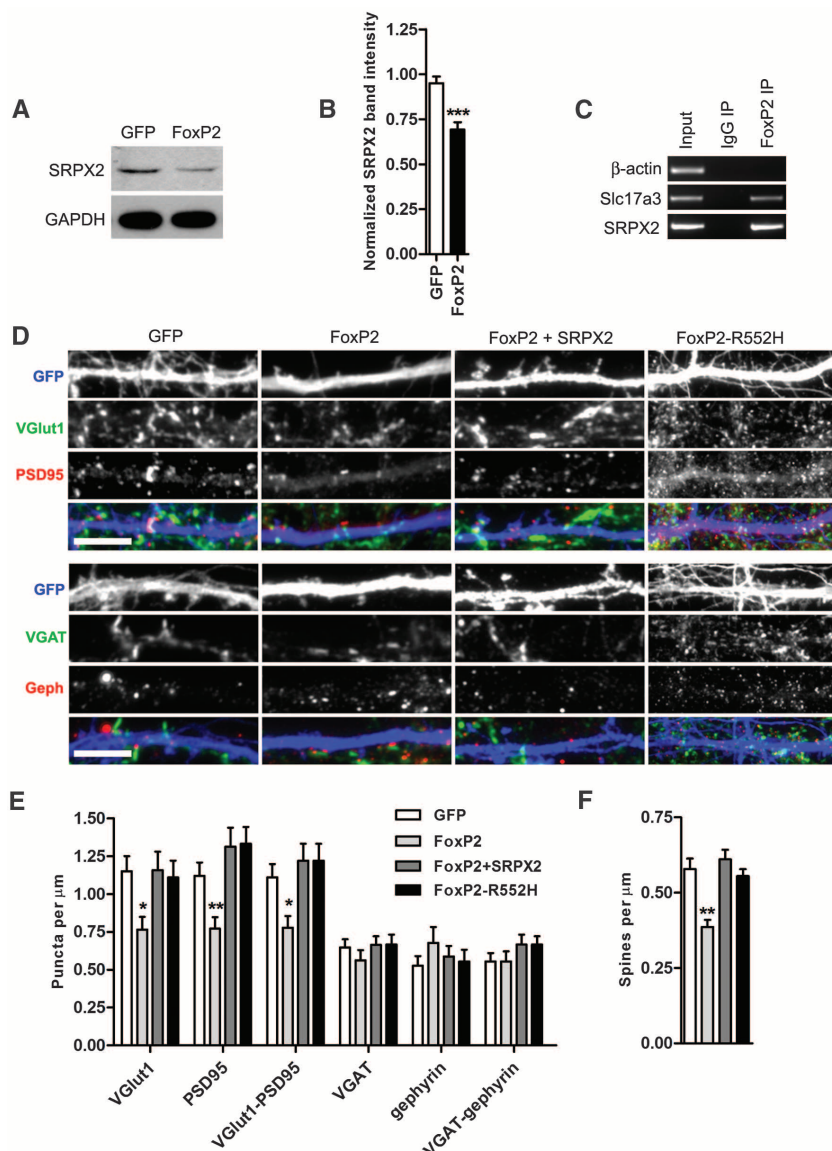 A
GFP FoxP2
SRPX2
GAPDH
B
Normalized SRPX2 band intensity
1.25
1.00
0.75
0.50
0.25
0.00
***
GFP
FoxP2
C
Input
IgG IP
FoxP2 IP
β-actin
Slc17a3
SRPX2
D
GFP FoxP2 FoxP2 + SRPX2 FoxP2-R552H
GFP
VGlut1
PSD95
GFP
VGAT
Geph
E
Puncta per μm
1.50
1.25
1.00
0.75
0.50
0.25
0.00
* ** *
GFP
FoxP2
FoxP2+SRPX2
FoxP2-R552H
VGlut1
PSD95
VGlut1-PSD95
VGAT
gephyrin
VGAT-gephyrin
F
Spines per μm
0.75
0.50
0.25
0.00
**